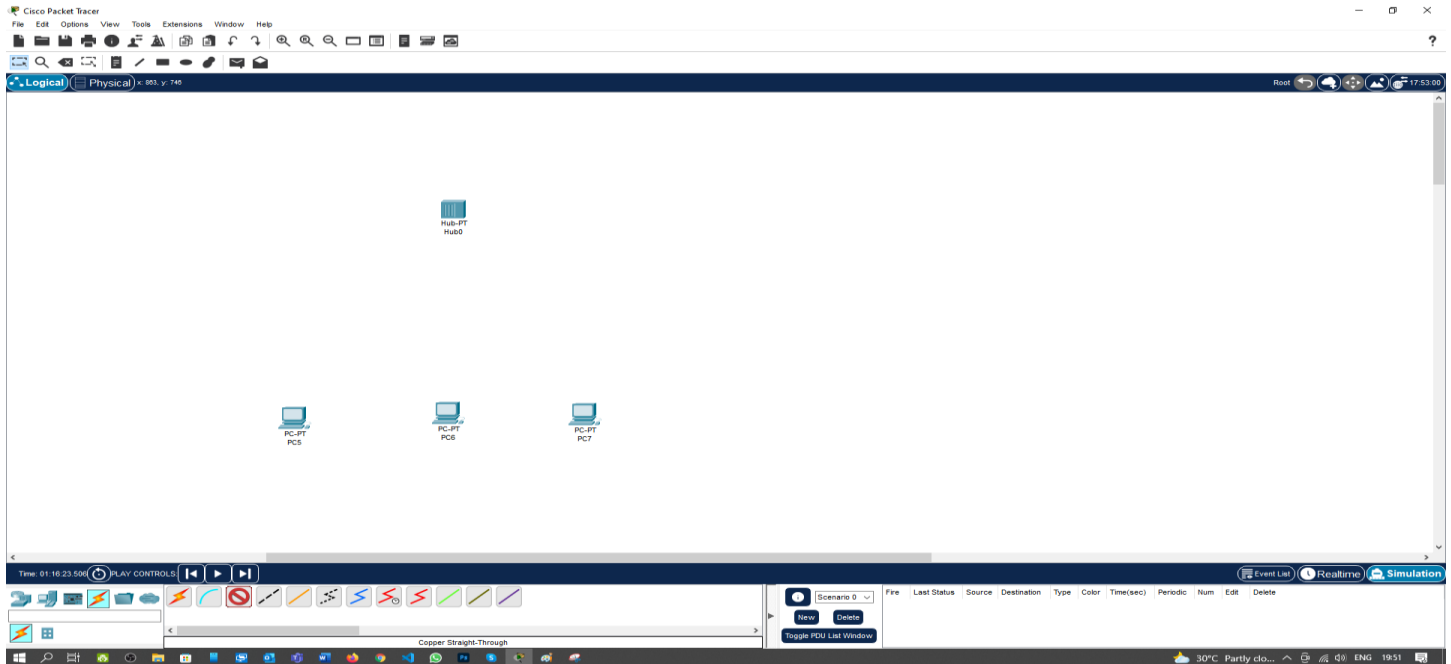 Cisco Packet Tracer
File Edit Options View Tools Extensions Window Help
?
Logical Physical x: 863, y: 746 Root 17:53:00
Hub-PT
Hub0
PC-PT
PC5
PC-PT
PC6
PC-PT
PC7
Time: 01:16:23.506 PLAY CONTROLS: Event List Realtime Simulation
Scenario 0 Fire Last Status Source Destination Type Color Time(sec) Periodic Num Edit Delete
New Delete
Toggle PDU List Window
Copper Straight-Through
30°C Partly clo... ENG 19:51